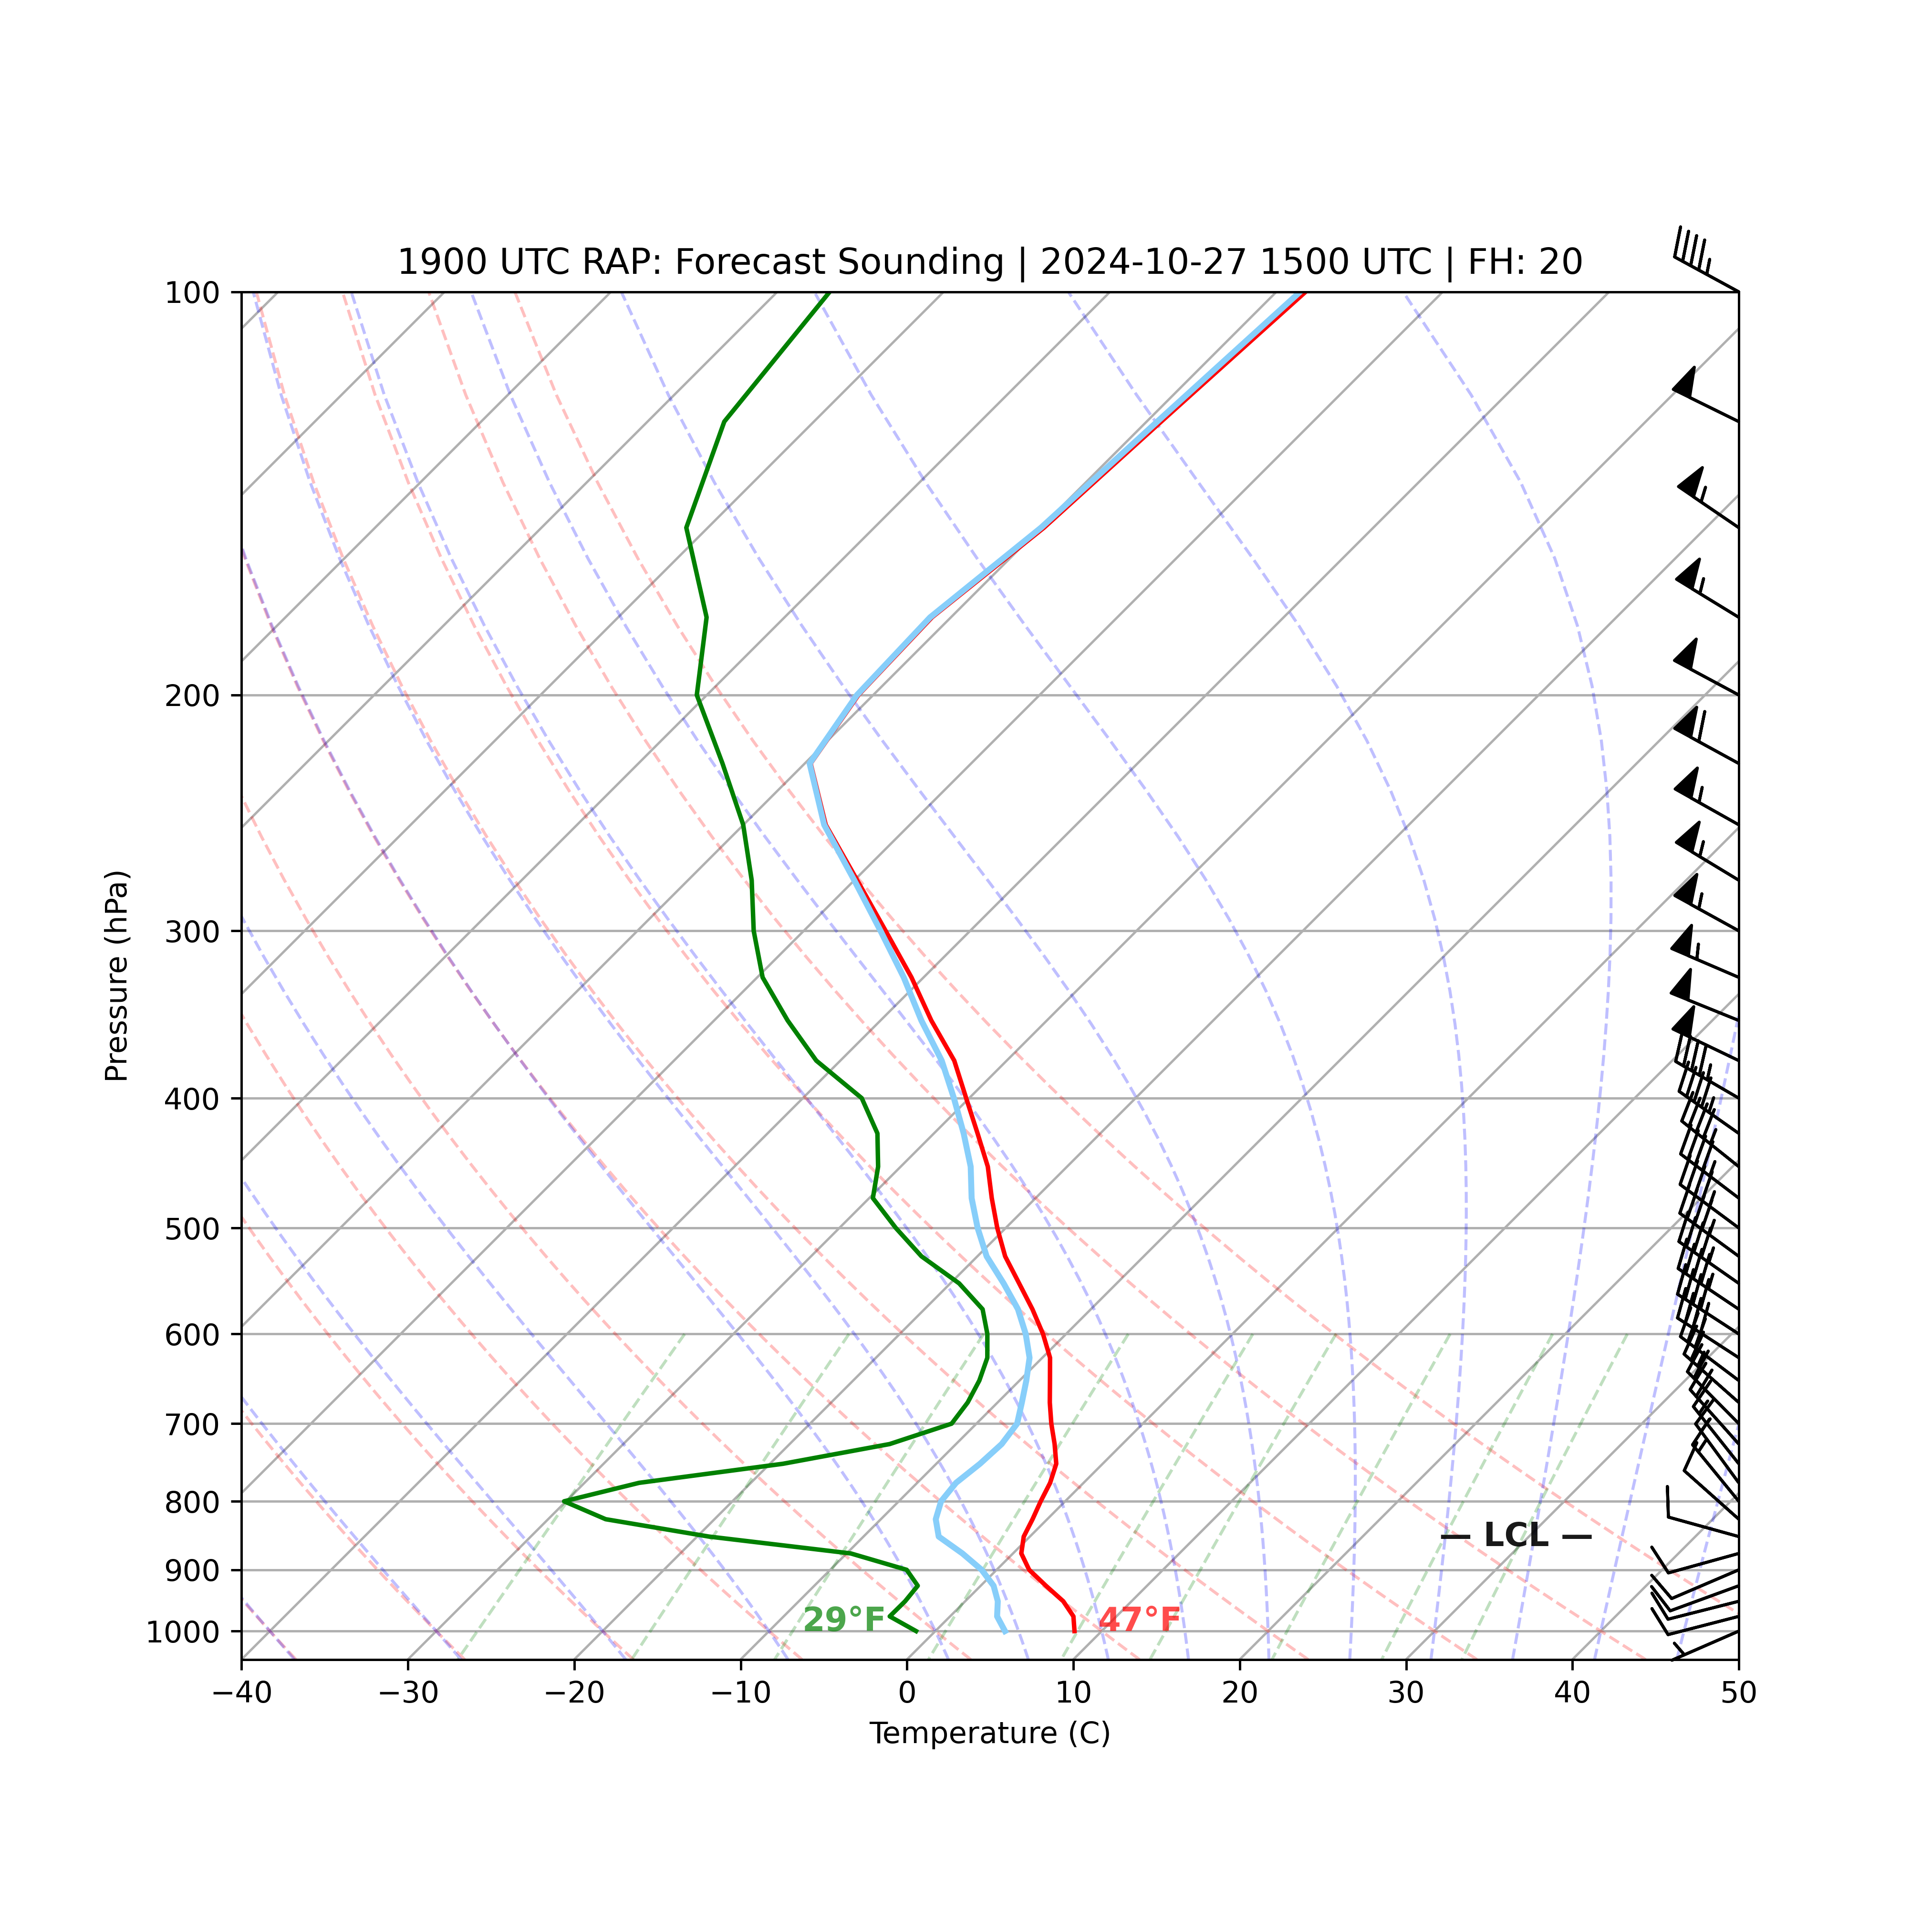 1900 UTC RAP: Forecast Sounding | 2024-10-27 1500 UTC | FH: 20
100
200
300
400
500
600
700
800
900
1000
Pressure (hPa)
— LCL —
29°F
47°F
−40 −30 −20 −10 0 10 20 30 40 50
Temperature (C)